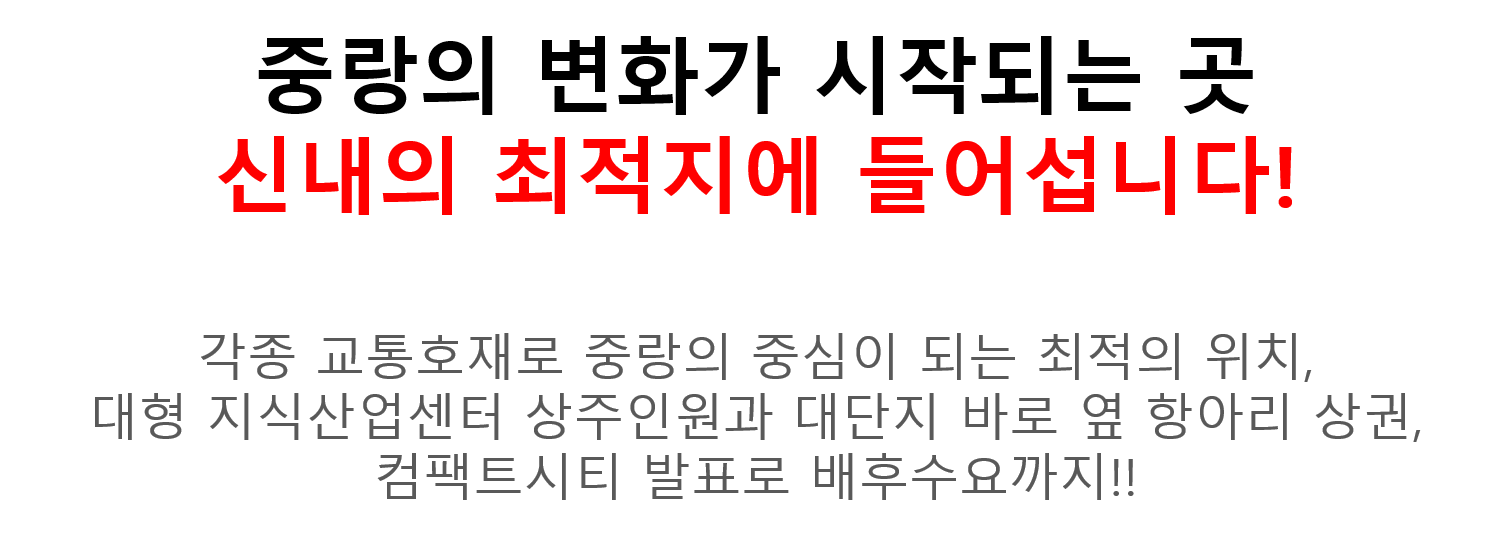 중랑의 변화가 시작되는 곳
신내의 최적지에 들어섭니다!
각종 교통호재로 중랑의 중심이 되는 최적의 위치,
대형 지식산업센터 상주인원과 대단지 바로 옆 항아리 상권,
컴팩트시티 발표로 배후수요까지!!